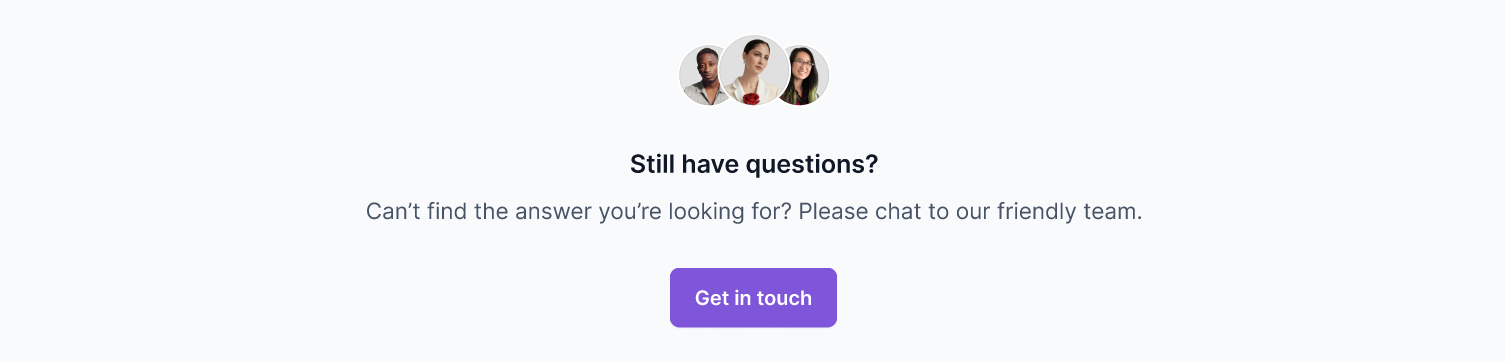 Still have questions?
Can’t find the answer you’re looking for? Please chat to our friendly team.
Get in touch